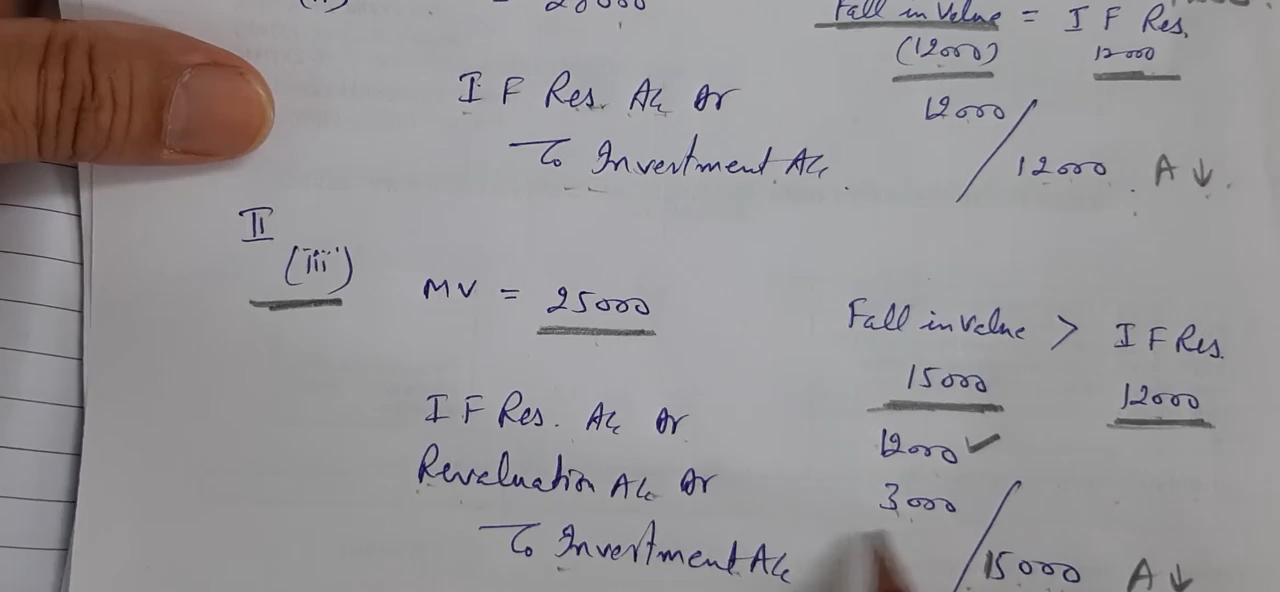 = 28000
Fall in Value = I F Res.
(12000) 12000
I F Res. A/c Dr 12000
To Investment A/c 12000 A↓.
II
(iii)
MV = 25000
Fall in Value > I F Res.
15000 12000
I F Res. A/c Dr 12000 ✓
Revaluation A/c Dr 3000
To Investment A/c 15000 A↓